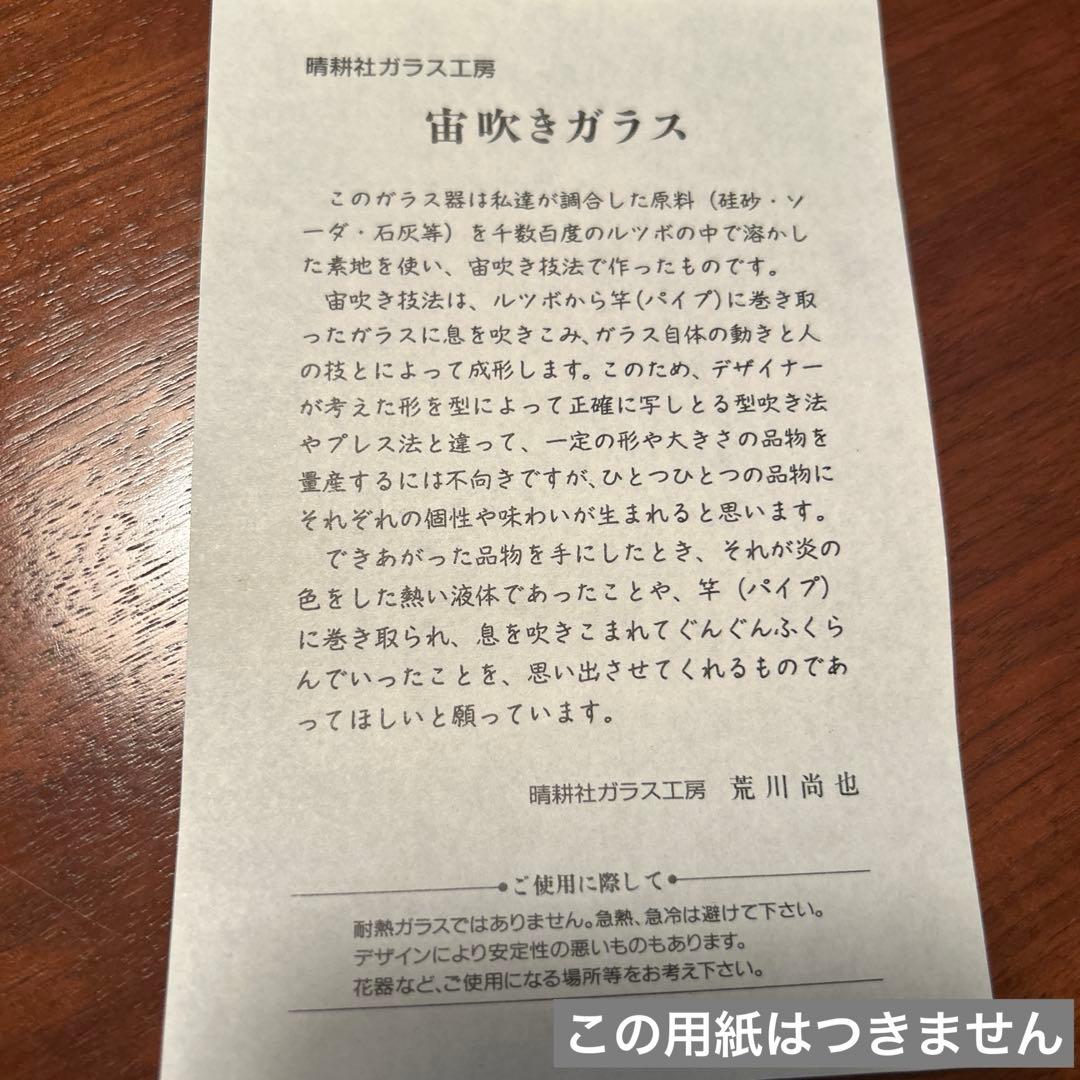 晴耕社ガラス工房
宙吹きガラス
このガラス器は私達が調合した原料（硅砂・ソ
ーダ・石灰等）を千数百度のルツボの中で溶かし
た素地を使い、宙吹き技法で作ったものです。
宙吹き技法は、ルツボから竿(パイプ)に巻き取
ったガラスに息を吹きこみ、ガラス自体の動きと人
の技とによって成形します。このため、デザイナー
が考えた形を型によって正確に写しとる型吹き法
やプレス法と違って、一定の形や大きさの品物を
量産するには不向きですが、ひとつひとつの品物に
それぞれの個性や味わいが生まれると思います。
できあがった品物を手にしたとき、それが炎の
色をした熱い液体であったことや、竿（パイプ）
に巻き取られ、息を吹きこまれてぐんぐんふくら
んでいったことを、思い出させてくれるものであ
ってほしいと願っています。
晴耕社ガラス工房 荒川尚也
●ご使用に際して●
耐熱ガラスではありません。急熱、急冷は避けて下さい。
デザインにより安定性の悪いものもあります。
花器など、ご使用になる場所等をお考え下さい。
この用紙はつきません